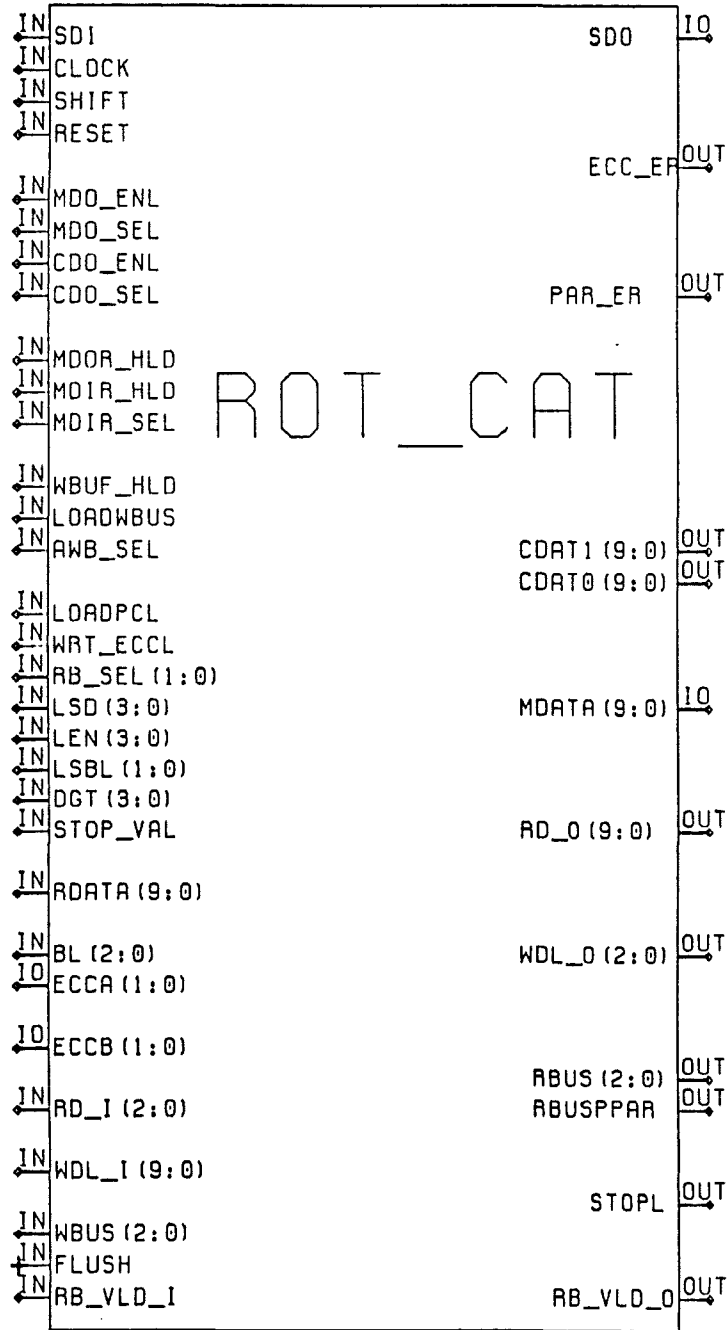 IN SDI SDO IO
IN CLOCK
IN SHIFT
IN RESET
ECC_ER OUT
IN MDO_ENL
IN MDO_SEL
IN CDO_ENL
IN CDO_SEL PAR_ER OUT
IN MDOR_HLD
IN MDIR_HLD
ROT_CAT
IN MDIR_SEL
IN WBUF_HLD
IN LOADWBUS
IN AWB_SEL CDAT1(9:0) OUT
CDAT0(9:0) OUT
IN LOADPCL
IN WRT_ECCL
IN RB_SEL(1:0)
IN LSD(3:0) MDATA(9:0) IO
IN LEN(3:0)
IN LSBL(1:0)
IN DGT(3:0)
IN STOP_VAL RD_O(9:0) OUT
IN RDATA(9:0)
IN BL(2:0) WDL_O(2:0) OUT
IO ECCA(1:0)
IO ECCB(1:0)
RBUS(2:0) OUT
IN RD_I(2:0) RBUSPPAR OUT
IN WDL_I(9:0)
STOPL OUT
IN WBUS(2:0)
IN FLUSH
IN RB_VLD_I RB_VLD_O OUT